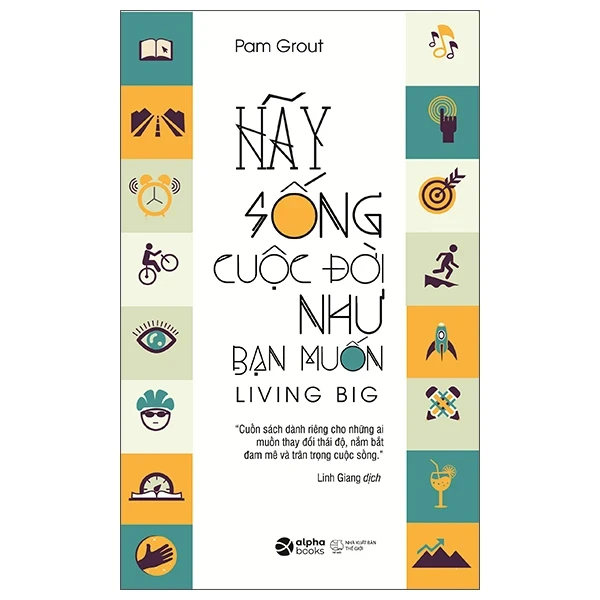 Pam Grout
HÃY
SỐNG
CUỘC ĐỜI
NHƯ
BẠN MUỐN
LIVING BIG
"Cuốn sách dành riêng cho những ai
muốn thay đổi thái độ, nắm bắt
đam mê và trân trọng cuộc sống."
Linh Giang dịch
alpha
books
NHÀ XUẤT BẢN
THẾ GIỚI